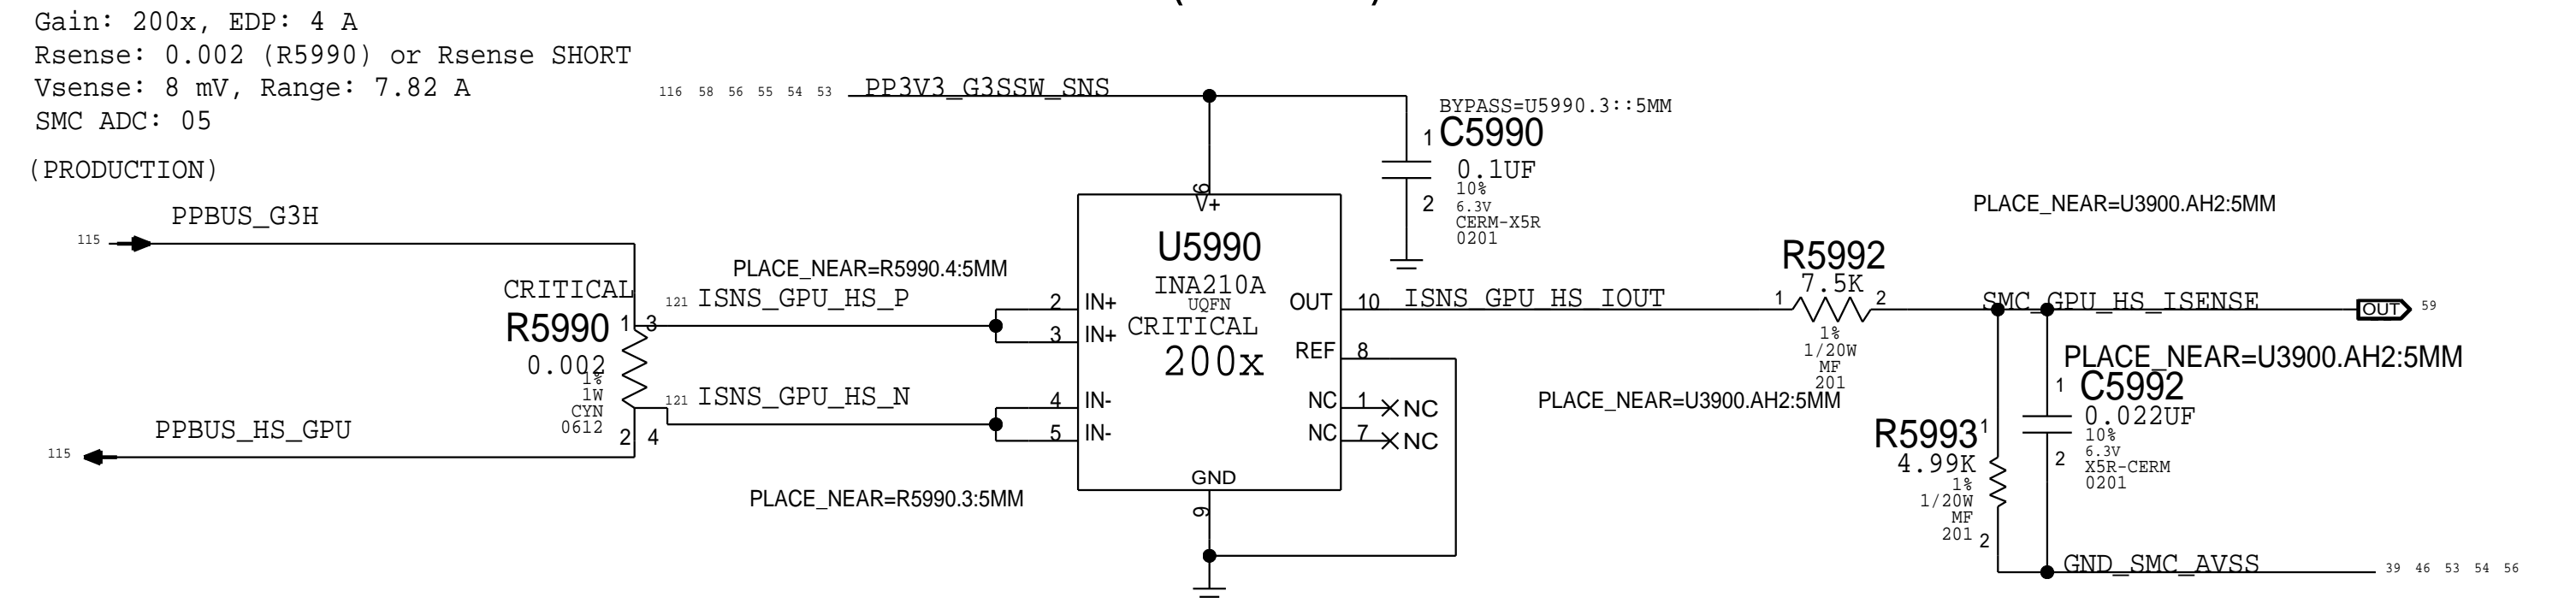 Gain: 200x, EDP: 4 A
Rsense: 0.002 (R5990) or Rsense SHORT
Vsense: 8 mV, Range: 7.82 A
SMC ADC: 05
(PRODUCTION)
116 58 56 55 54 53 PP3V3_G3SSW_SNS
BYPASS=U5990.3::5MM
1 C5990
0.1UF
10%
2 6.3V
CERM-X5R
0201
PPBUS_G3H
115
CRITICAL
R5990 1 3
0.002
1%
1W
CYN
0612
2 4
PPBUS_HS_GPU
115
PLACE_NEAR=R5990.4:5MM
121 ISNS_GPU_HS_P
121 ISNS_GPU_HS_N
PLACE_NEAR=R5990.3:5MM
6
V+
U5990
INA210A
UQFN
CRITICAL
200x
2 IN+
3 IN+
4 IN-
5 IN-
OUT 10
REF 8
NC 1 NC
NC 7 NC
GND
9
ISNS_GPU_HS_IOUT
PLACE_NEAR=U3900.AH2:5MM
R5992
7.5K
1 2
1%
1/20W
MF
201
PLACE_NEAR=U3900.AH2:5MM
SMC_GPU_HS_ISENSE
OUT 59
PLACE_NEAR=U3900.AH2:5MM
1 C5992
0.022UF
10%
6.3V
2 X5R-CERM
0201
R5993 1
4.99K
1%
1/20W
MF
201 2
GND_SMC_AVSS 39 46 53 54 56